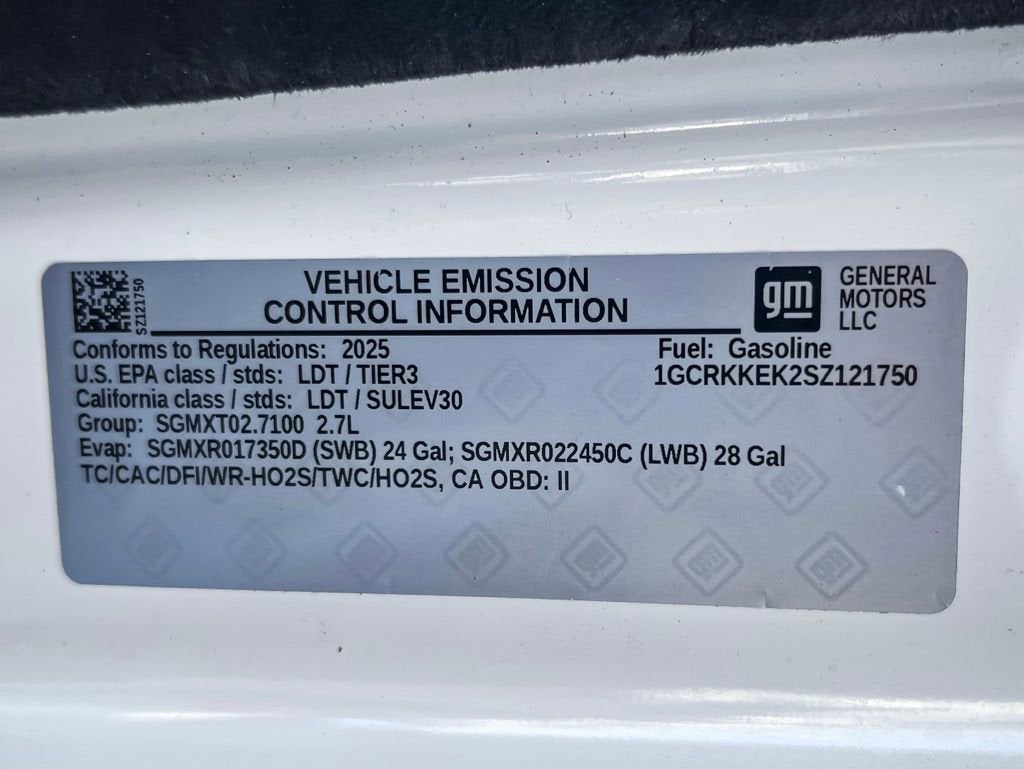 SZ121750
VEHICLE EMISSION
CONTROL INFORMATION
gm
GENERAL
MOTORS
LLC
Conforms to Regulations: 2025
Fuel: Gasoline
U.S. EPA class / stds: LDT / TIER3
1GCRKKEK2SZ121750
California class / stds: LDT / SULEV30
Group: SGMXT02.7100 2.7L
Evap: SGMXR017350D (SWB) 24 Gal; SGMXR022450C (LWB) 28 Gal
TC/CAC/DFI/WR-HO2S/TWC/HO2S, CA OBD: II